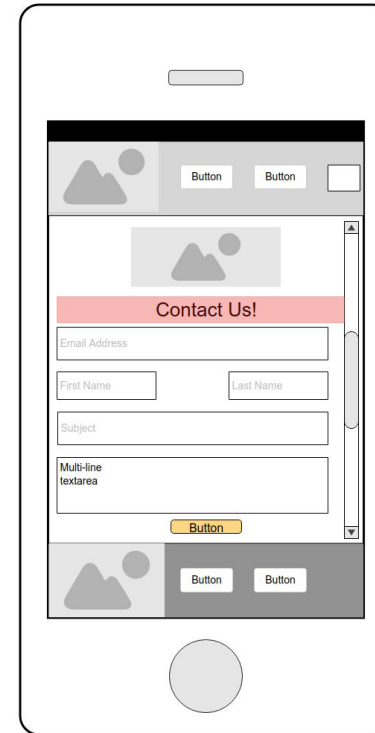 Button Button
Contact Us!
Email Address
First Name Last Name
Subject
Multi-line
textarea
Button
Button Button